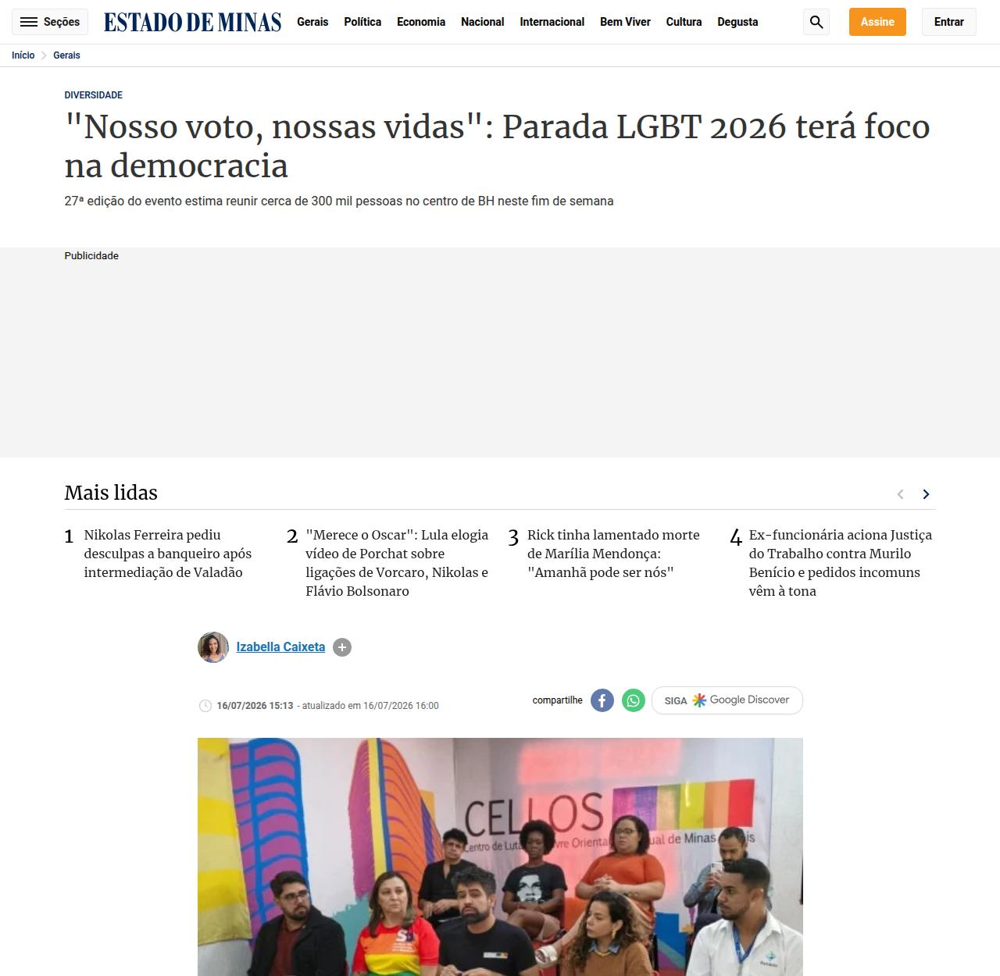 Seções
ESTADO DE MINAS
Gerais Política Economia Nacional Internacional Bem Viver Cultura Degusta
Assine
Entrar
Início
Gerais
DIVERSIDADE
"Nosso voto, nossas vidas": Parada LGBT 2026 terá foco
na democracia
27ª edição do evento estima reunir cerca de 300 mil pessoas no centro de BH neste fim de semana
Publicidade
Mais lidas
1
Nikolas Ferreira pediu
desculpas a banqueiro após
intermediação de Valadão
2
"Merece o Oscar": Lula elogia
vídeo de Porchat sobre
ligações de Vorcaro, Nikolas e
Flávio Bolsonaro
3
Rick tinha lamentado morte
de Marília Mendonça:
"Amanhã pode ser nós"
4
Ex-funcionária aciona Justiça
do Trabalho contra Murilo
Benício e pedidos incomuns
vêm à tona
Izabella Caixeta
16/07/2026 15:13 - atualizado em 16/07/2026 16:00
compartilhe
SIGA Google Discover
CELLOS
Centro de Luta
ual de Minas